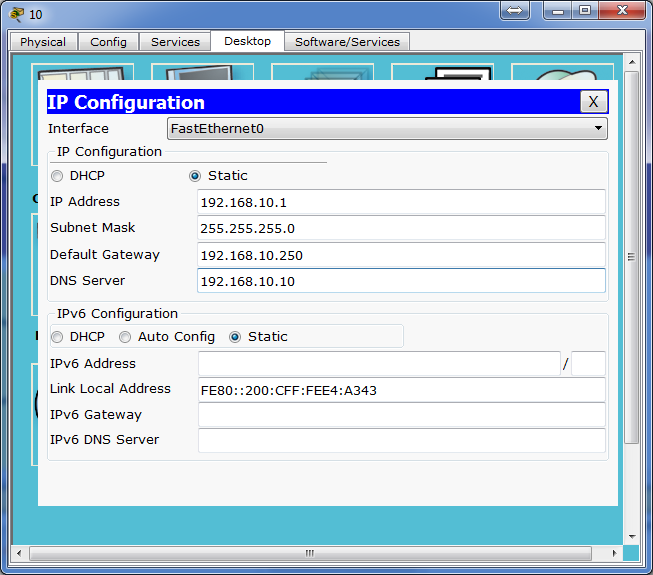 10
Physical Config Services Desktop Software/Services
IP Configuration X
Interface FastEthernet0
IP Configuration
DHCP Static
IP Address 192.168.10.1
Subnet Mask 255.255.255.0
Default Gateway 192.168.10.250
DNS Server 192.168.10.10
IPv6 Configuration
DHCP Auto Config Static
IPv6 Address /
Link Local Address FE80::200:CFF:FEE4:A343
IPv6 Gateway
IPv6 DNS Server